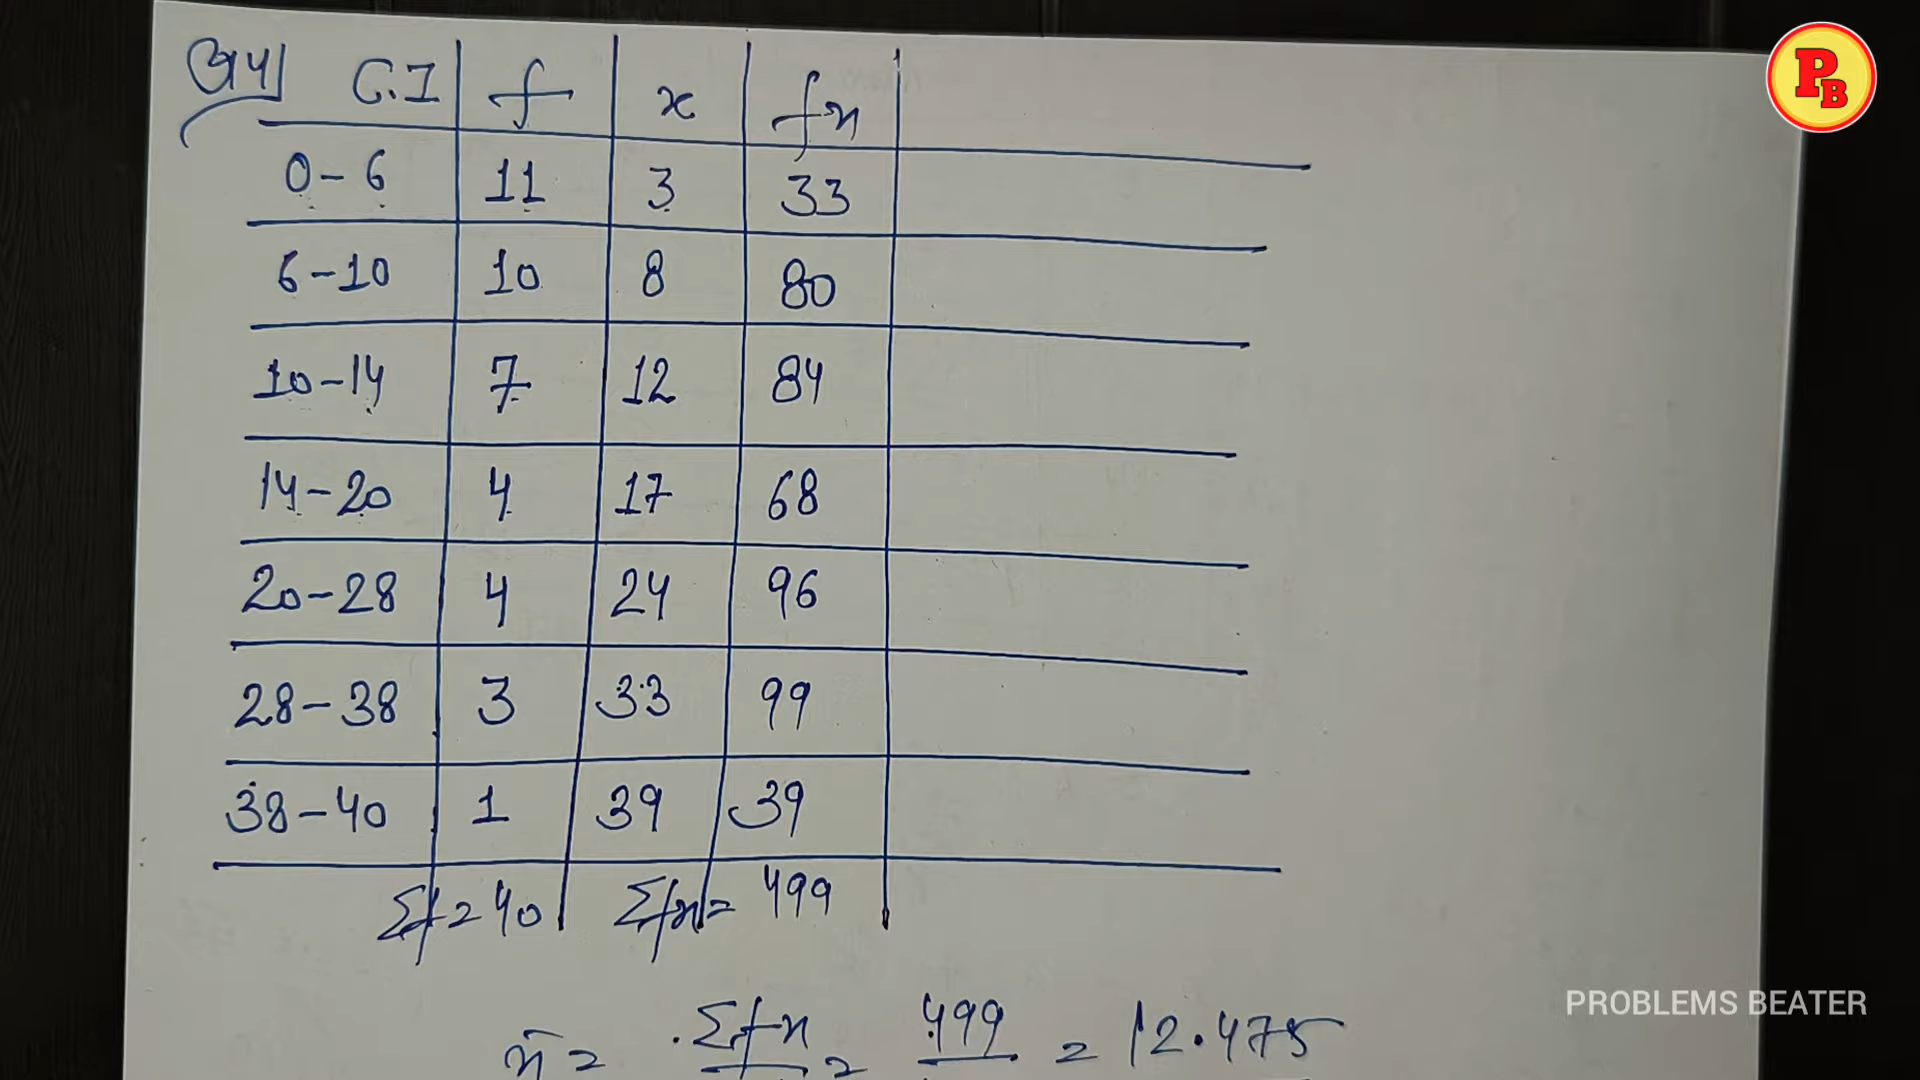 C.I f x fx
0-6 11 3 33
6-10 10 8 80
10-14 7 12 84
14-20 4 17 68
20-28 4 24 96
28-38 3 33 99
38-40 1 39 39
Σf = 40 Σfx = 499
x̄ = Σfx = 499 = 12.475
PB
PROBLEMS BEATER